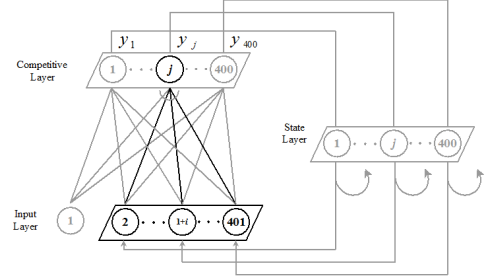 y1 yj y400
Competitive
Layer
1 · · · j · · · 400
State
Layer
1 · · · j · · · 400
Input
Layer
1 2 · · · 1+i · · · 401